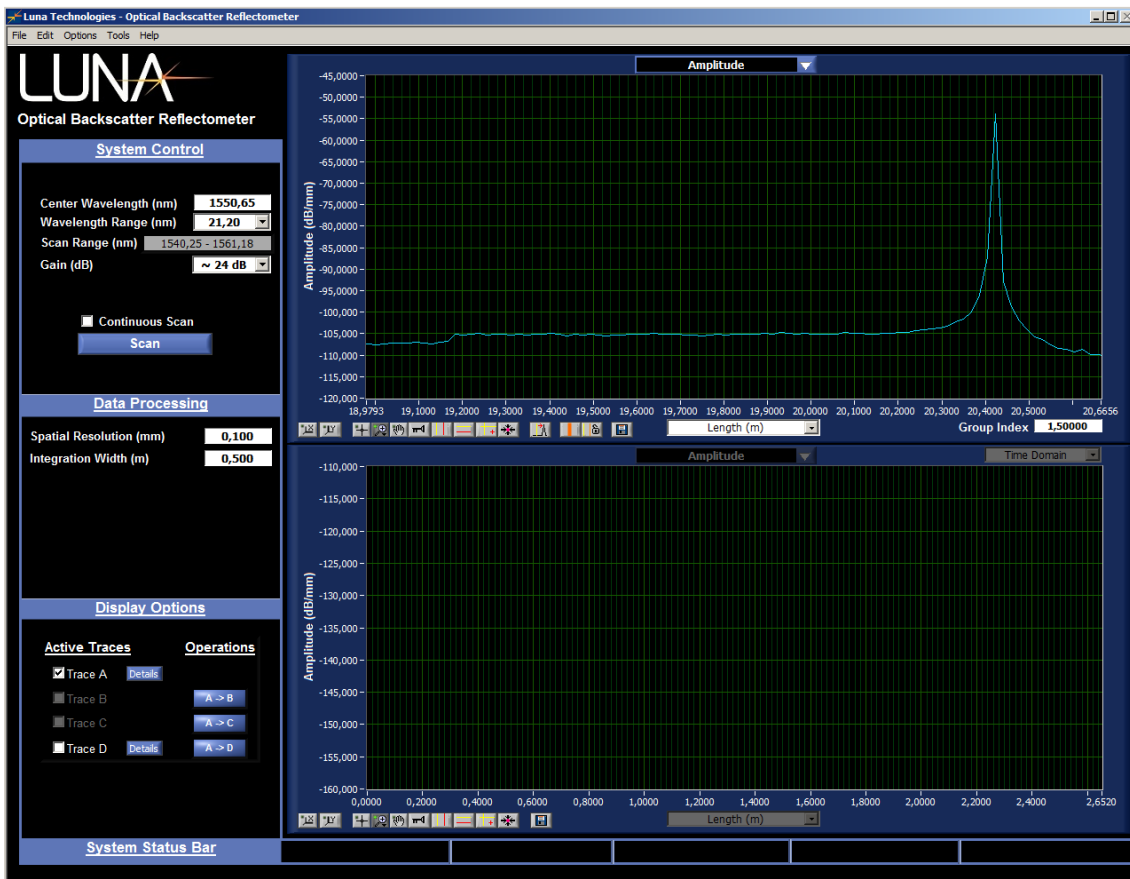 Luna Technologies - Optical Backscatter Reflectometer
File Edit Options Tools Help
LUNA
Optical Backscatter Reflectometer
System Control
Center Wavelength (nm) 1550,65
Wavelength Range (nm) 21,20
Scan Range (nm) 1540,25 - 1561,18
Gain (dB) ~ 24 dB
Continuous Scan
Scan
Data Processing
Spatial Resolution (mm) 0,100
Integration Width (m) 0,500
Display Options
Active Traces Operations
Trace A Details
Trace B A -> B
Trace C A -> C
Trace D Details A -> D
System Status Bar
Amplitude
Amplitude (dB/mm)
-45,0000
-50,0000
-55,0000
-60,0000
-65,0000
-70,0000
-75,0000
-80,0000
-85,0000
-90,0000
-95,0000
-100,000
-105,000
-110,000
-115,000
-120,000
18,9793 19,1000 19,2000 19,3000 19,4000 19,5000 19,6000 19,7000 19,8000 19,9000 20,0000 20,1000 20,2000 20,3000 20,4000 20,5000 20,6656
Length (m) Group Index 1,50000
Amplitude Time Domain
Amplitude (dB/mm)
-110,000
-115,000
-120,000
-125,000
-130,000
-135,000
-140,000
-145,000
-150,000
-155,000
-160,000
0,0000 0,2000 0,4000 0,6000 0,8000 1,0000 1,2000 1,4000 1,6000 1,8000 2,0000 2,2000 2,4000 2,6520
Length (m)